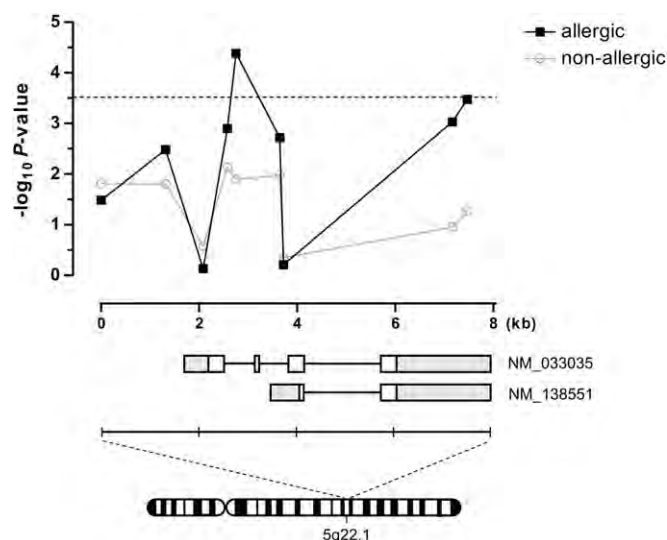 allergic
non-allergic
-log10 P-value
5
4
3
2
1
0
0 2 4 6 8 (kb)
NM_033035
NM_138551
5q22.1